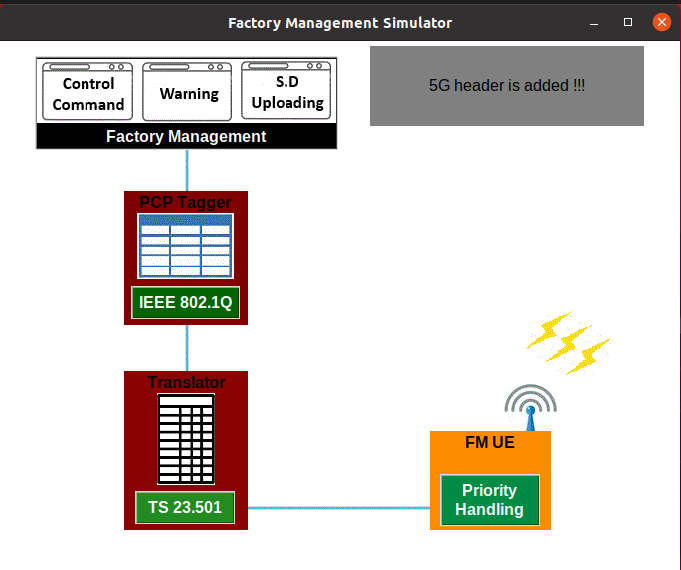 Factory Management Simulator
Control
Command
Warning
S.D
Uploading
Factory Management
5G header is added !!!
PCP Tagger
IEEE 802.1Q
Translator
TS 23.501
FM UE
Priority
Handling